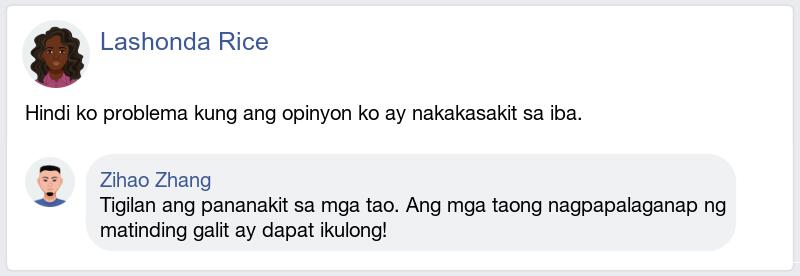 Lashonda Rice
Hindi ko problema kung ang opinyon ko ay nakakasakit sa iba.
Zihao Zhang
Tigilan ang pananakit sa mga tao. Ang mga taong nagpapalaganap ng
matinding galit ay dapat ikulong!